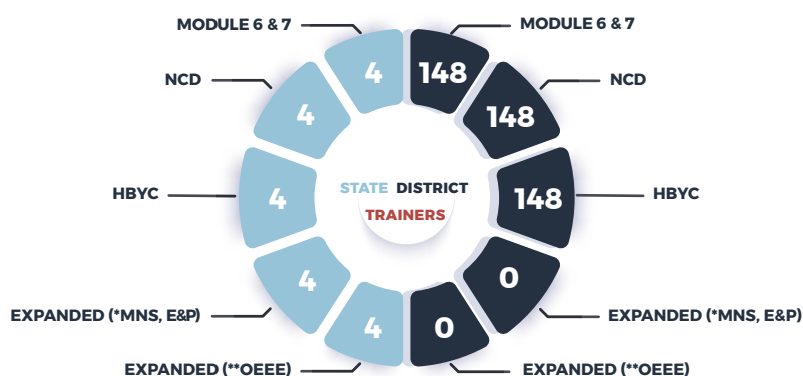 MODULE 6 & 7
MODULE 6 & 7
4
148
NCD
NCD
4
148
HBYC
STATE DISTRICT
HBYC
4
148
TRAINERS
4
0
EXPANDED (*MNS, E&P)
EXPANDED (*MNS, E&P)
4
0
EXPANDED (**OEEE)
EXPANDED (**OEEE)